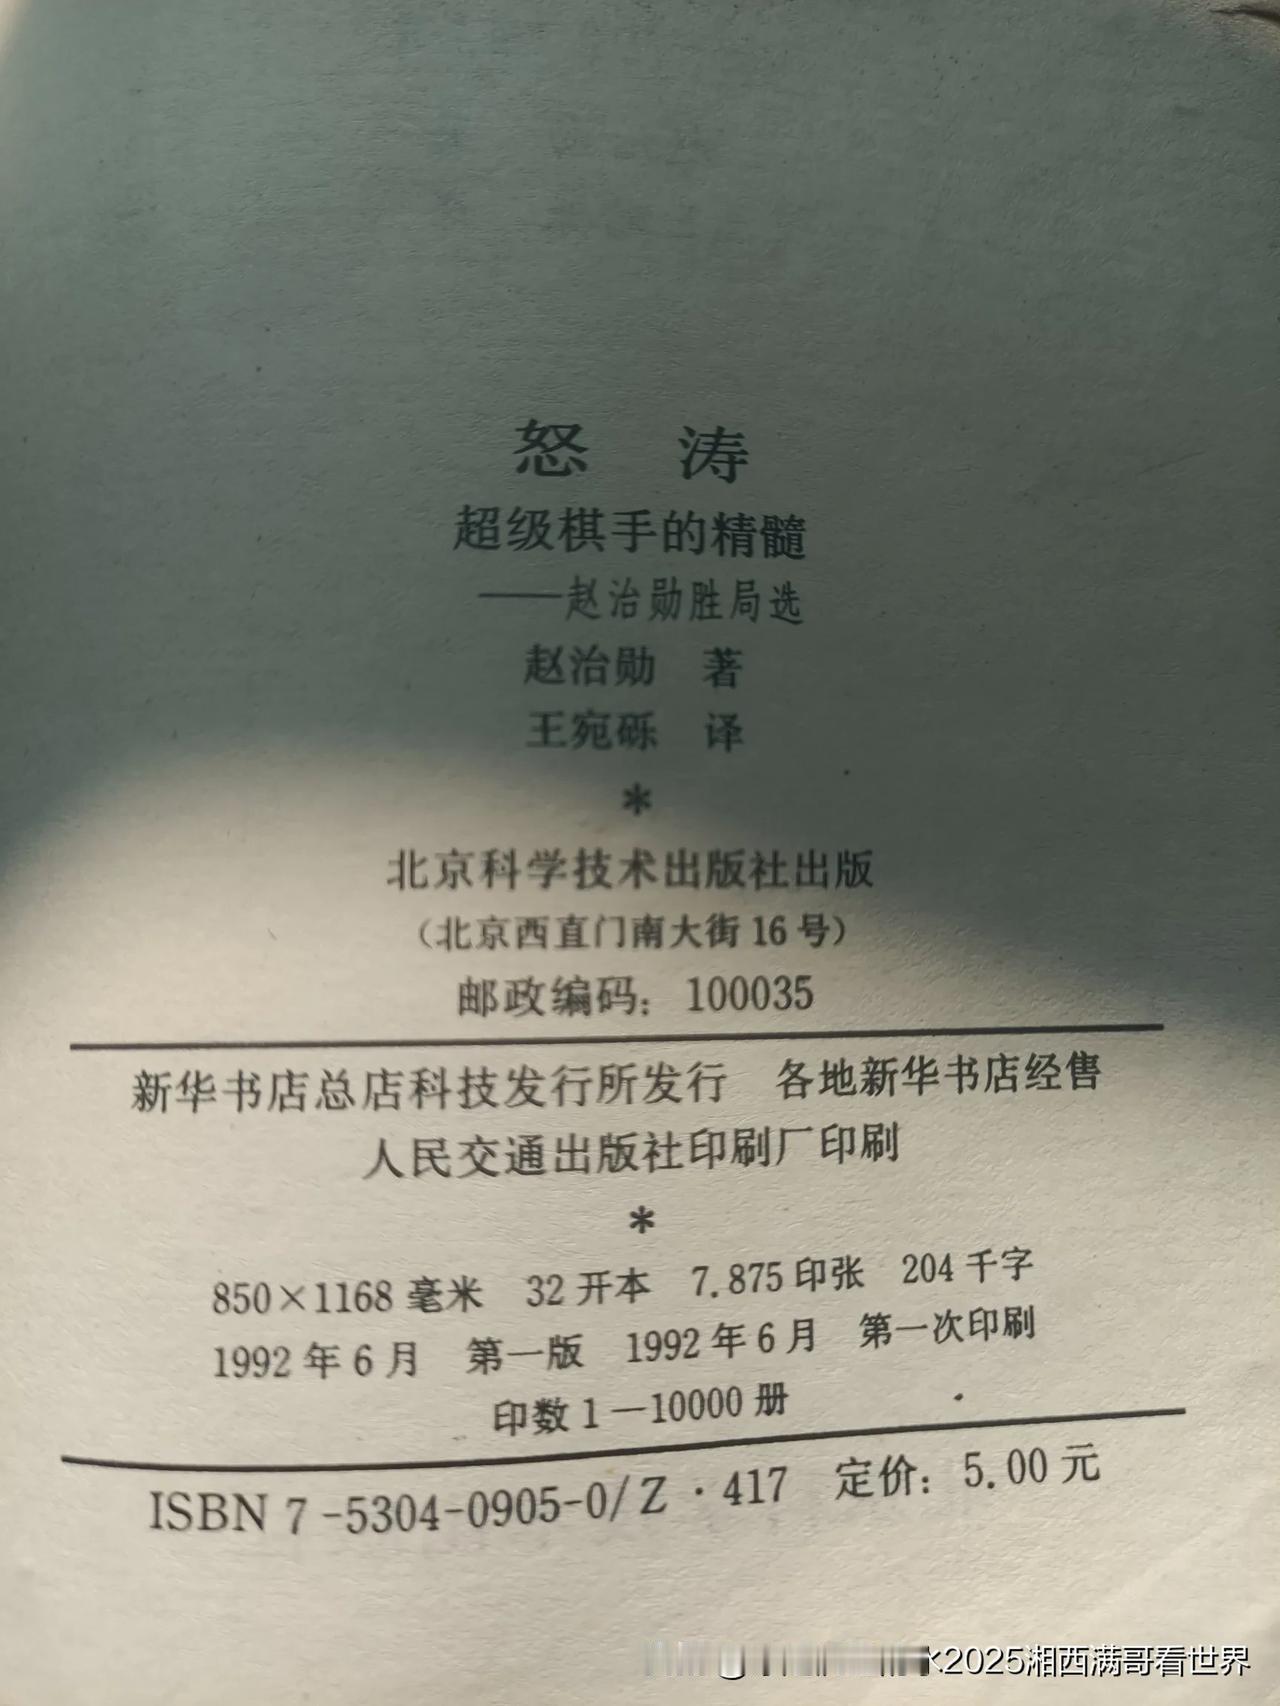 怒 涛
超级棋手的精髓
——赵治勋胜局选
赵治勋 著
王宛砾 译
*
北京科学技术出版社出版
（北京西直门南大街16号）
邮政编码：100035
新华书店总店科技发行所发行 各地新华书店经售
人民交通出版社印刷厂印刷
*
850×1168毫米 32开本 7.875印张 204千字
1992年6月 第一版 1992年6月 第一次印刷
印数1—10000册
ISBN 7-5304-0905-0/Z·417 定价：5.00元
2025湘西满哥看世界